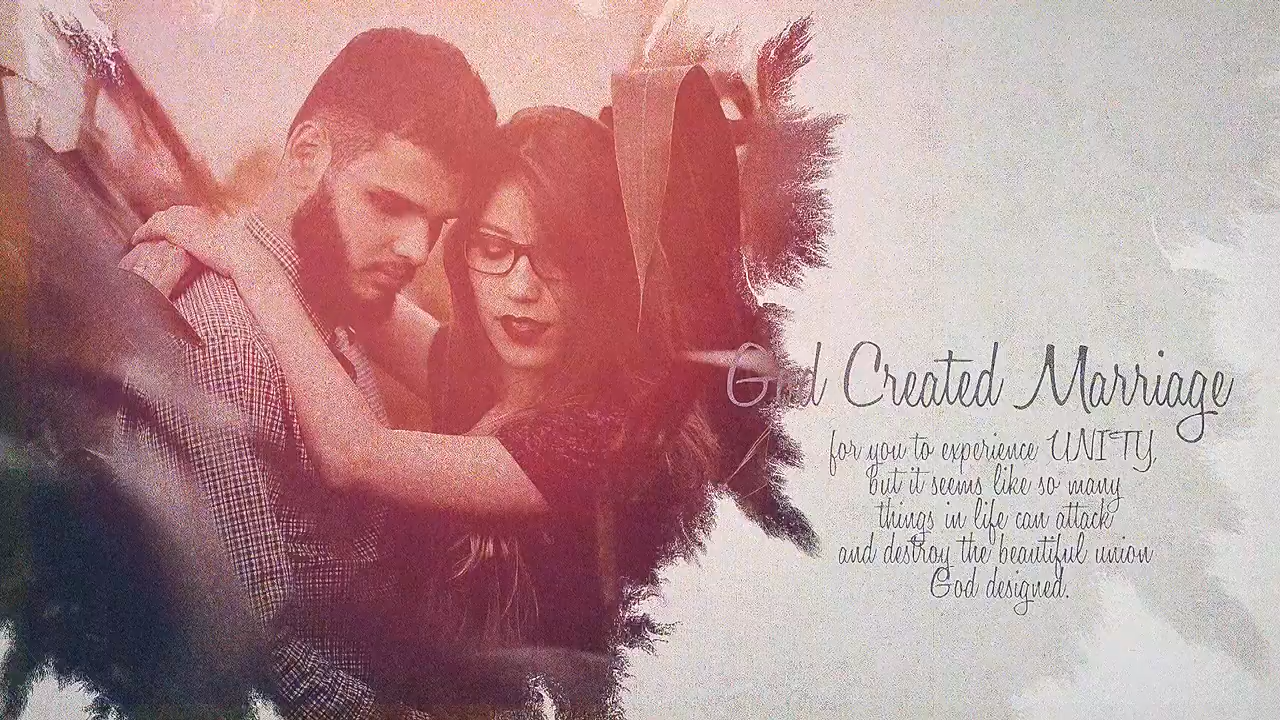 God Created Marriage
for you to experience UNITY,
but it seems like so many
things in life can attack
and destroy the beautiful union
God designed.